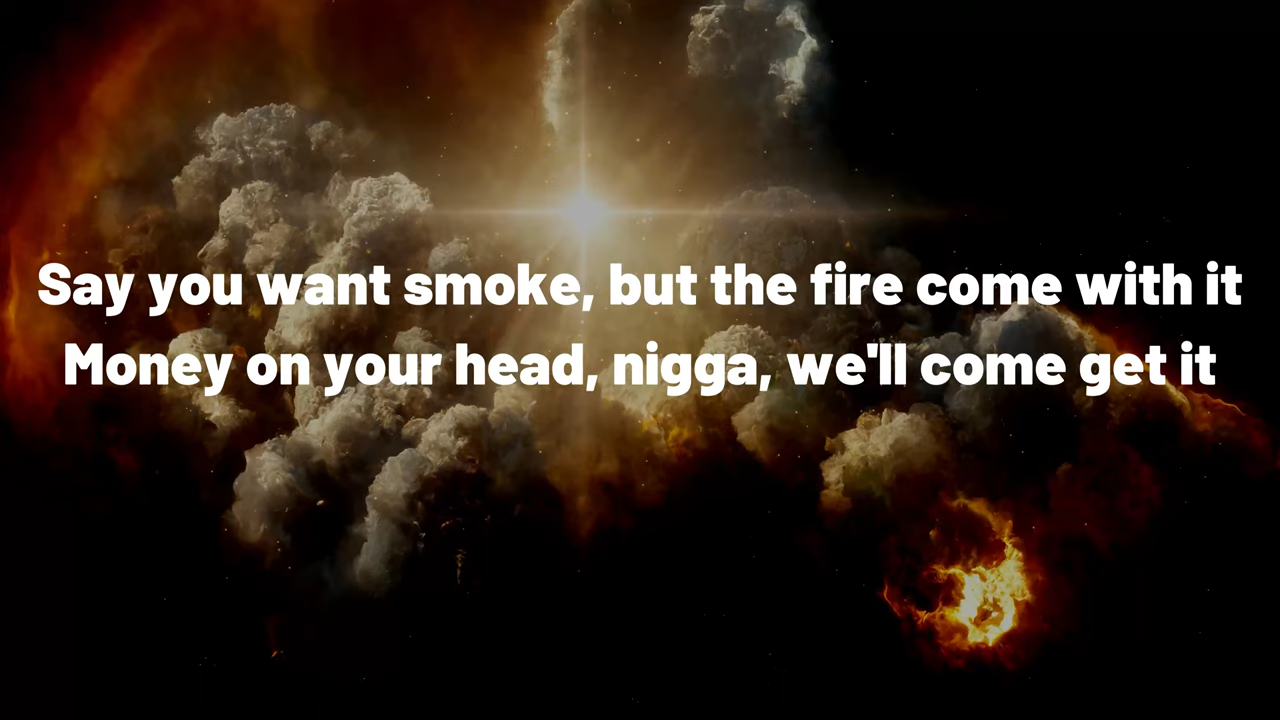 Say you want smoke, but the fire come with it
Money on your head, nigga, we'll come get it